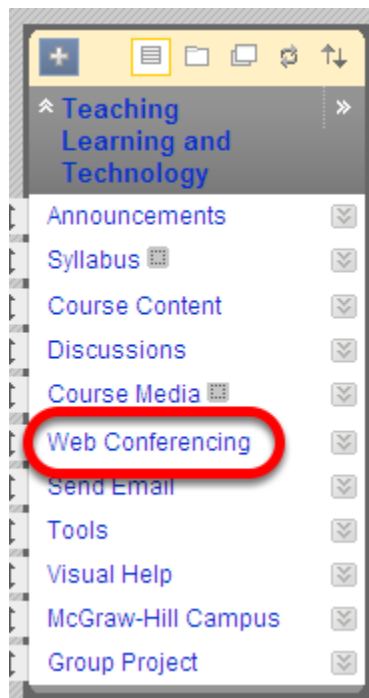 Teaching
Learning and
Technology
Announcements
Syllabus
Course Content
Discussions
Course Media
Web Conferencing
Send Email
Tools
Visual Help
McGraw-Hill Campus
Group Project